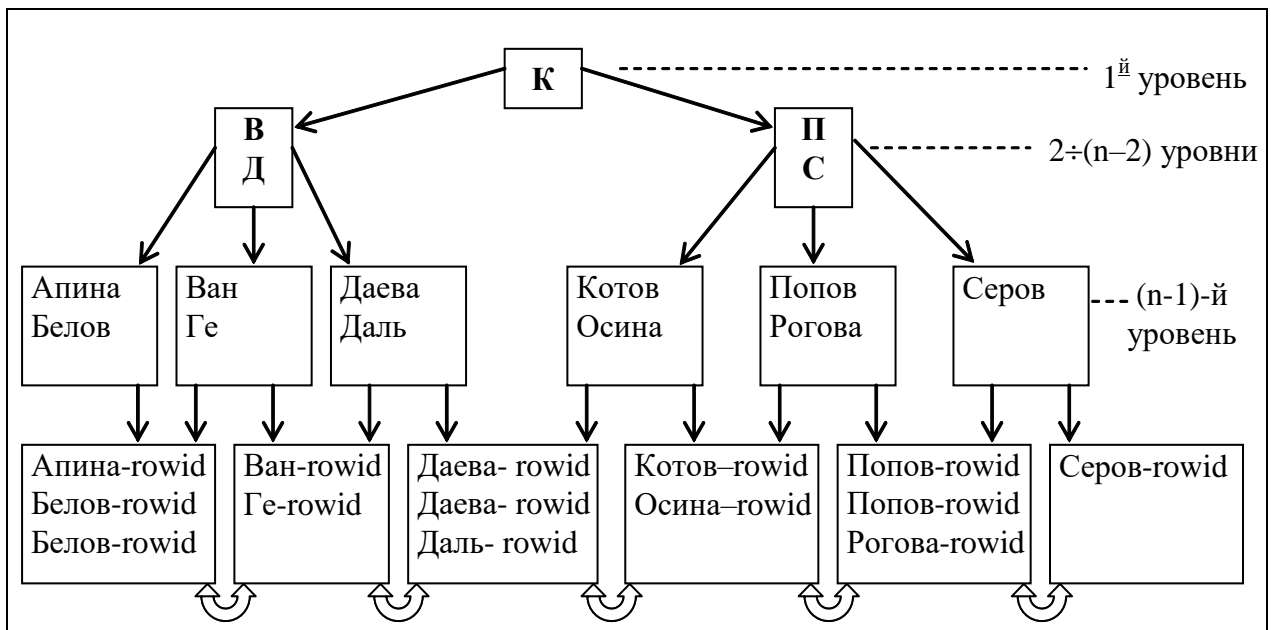 К
1й уровень
В
Д
П
С
2÷(n–2) уровни
Апина
Белов
Ван
Ге
Даева
Даль
Котов
Осина
Попов
Рогова
Серов
(n-1)-й
уровень
Апина-rowid
Белов-rowid
Белов-rowid
Ван-rowid
Ге-rowid
Даева- rowid
Даева- rowid
Даль- rowid
Котов–rowid
Осина–rowid
Попов-rowid
Попов-rowid
Рогова-rowid
Серов-rowid